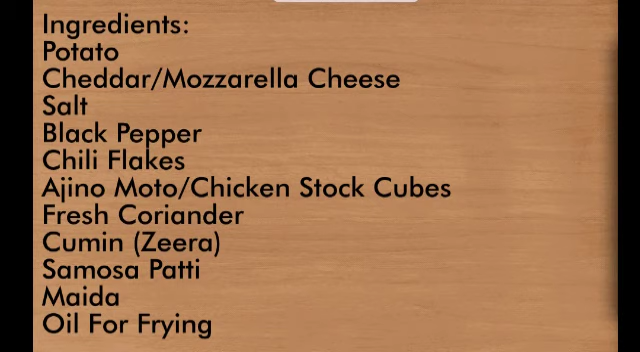 Ingredients:
Potato
Cheddar/Mozzarella Cheese
Salt
Black Pepper
Chili Flakes
Ajino Moto/Chicken Stock Cubes
Fresh Coriander
Cumin (Zeera)
Samosa Patti
Maida
Oil For Frying